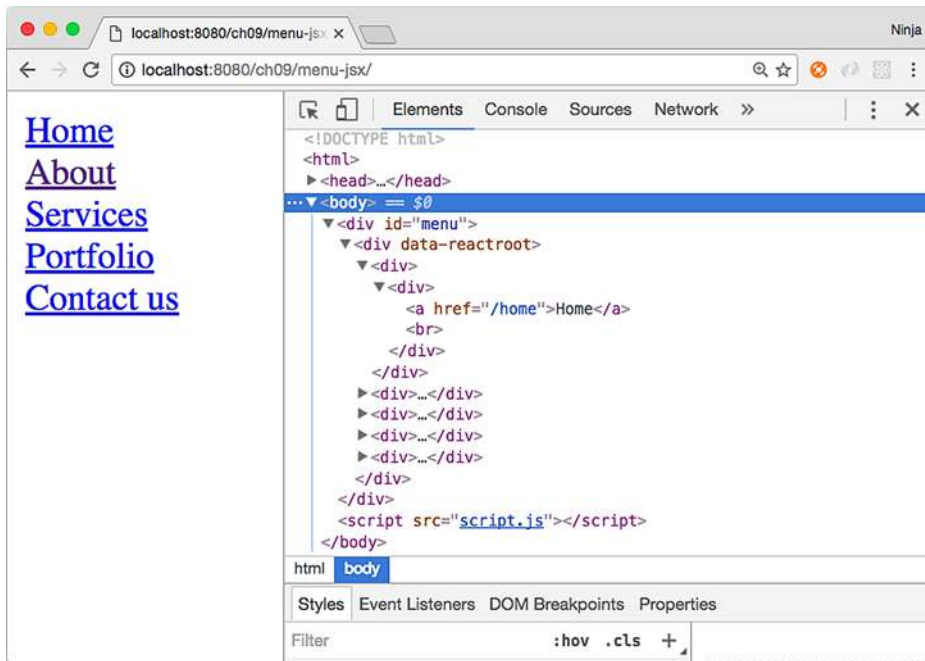 localhost:8080/ch09/menu-jsx
Ninja
localhost:8080/ch09/menu-jsx/
Home
About
Services
Portfolio
Contact us
Elements Console Sources Network »
<!DOCTYPE html>
<html>
▶<head>…</head>
…▼<body> == $0
▼<div id="menu">
▼<div data-reactroot>
▼<div>
▼<div>
<a href="/home">Home</a>
<br>
</div>
</div>
▶<div>…</div>
▶<div>…</div>
▶<div>…</div>
▶<div>…</div>
</div>
</div>
<script src="script.js"></script>
</body>
html body
Styles Event Listeners DOM Breakpoints Properties
Filter :hov .cls +